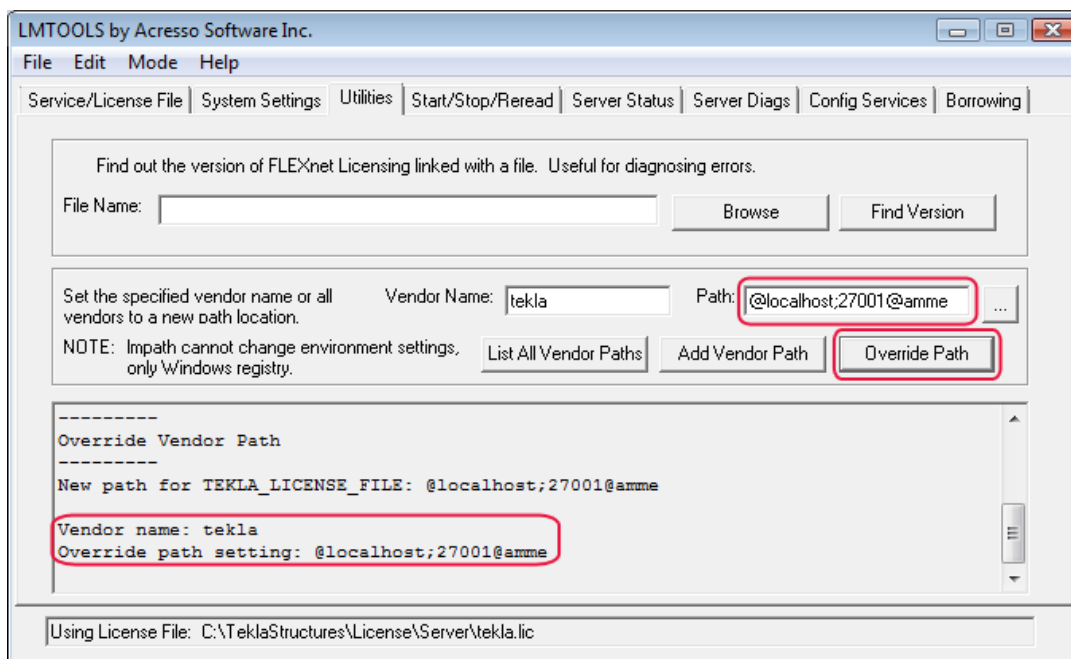 LMTOOLS by Acresso Software Inc.
File Edit Mode Help
Service/License File System Settings Utilities Start/Stop/Reread Server Status Server Diags Config Services Borrowing
Find out the version of FLEXnet Licensing linked with a file. Useful for diagnosing errors.
File Name: Browse Find Version
Set the specified vendor name or all vendors to a new path location.
Vendor Name: tekla Path: @localhost;27001@amme ...
NOTE: lmpath cannot change environment settings, only Windows registry.
List All Vendor Paths Add Vendor Path Override Path
---------
Override Vendor Path
---------
New path for TEKLA_LICENSE_FILE: @localhost;27001@amme
Vendor name: tekla
Override path setting: @localhost;27001@amme
Using License File: C:\TeklaStructures\License\Server\tekla.lic